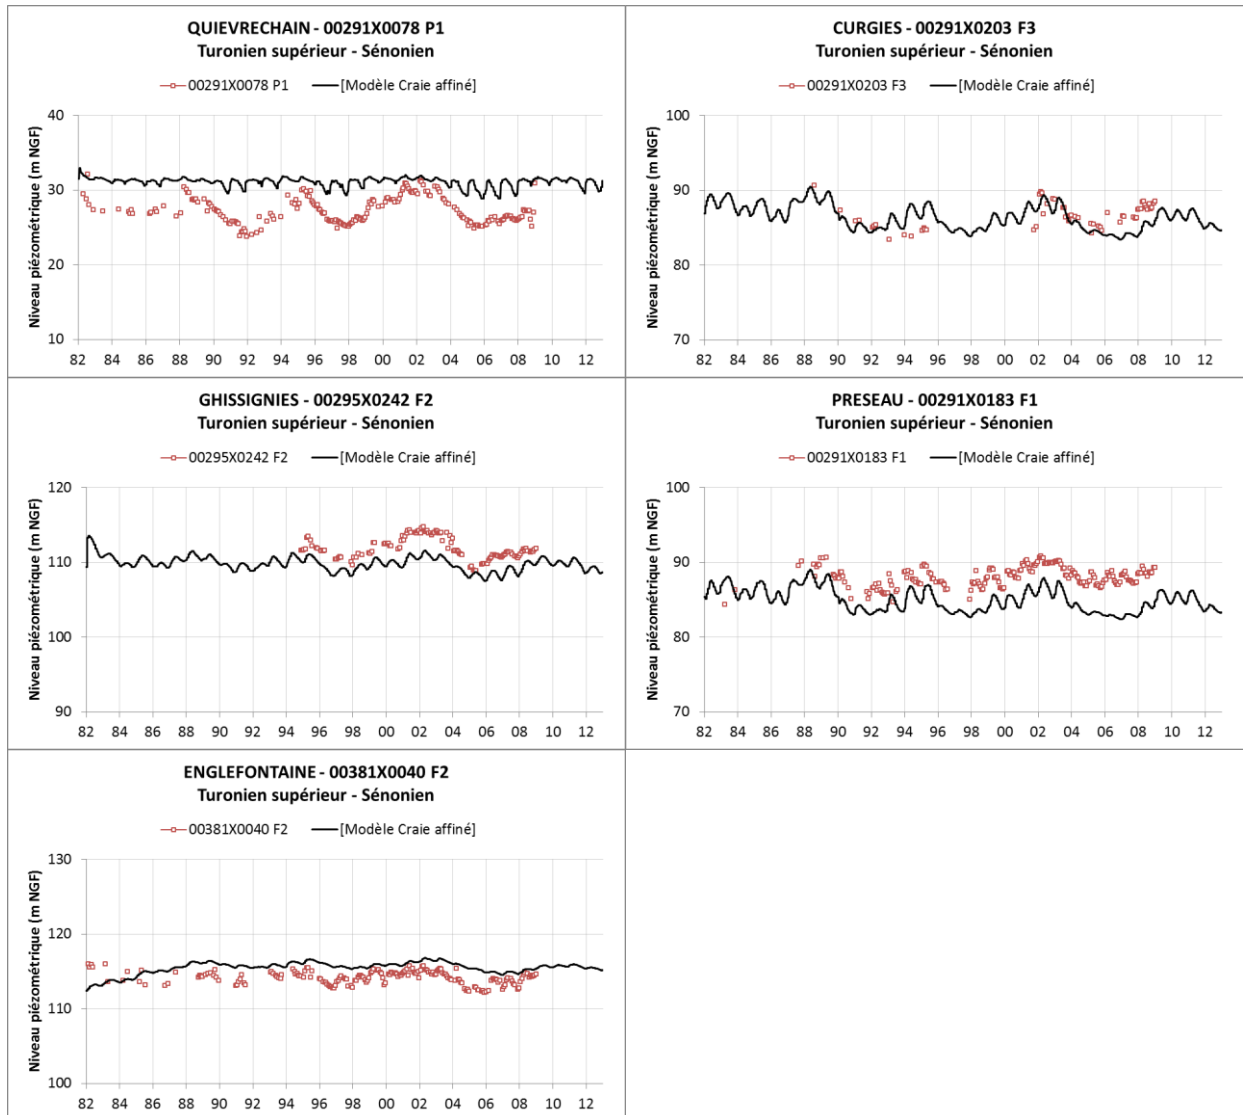 QUIEVRECHAIN - 00291X0078 P1
Turonien supérieur - Sénonien
00291X0078 P1 [Modèle Craie affiné]
Niveau piézométrique (m NGF)
40
30
20
10
82 84 86 88 90 92 94 96 98 00 02 04 06 08 10 12
CURGIES - 00291X0203 F3
Turonien supérieur - Sénonien
00291X0203 F3 [Modèle Craie affiné]
Niveau piézométrique (m NGF)
100
90
80
70
82 84 86 88 90 92 94 96 98 00 02 04 06 08 10 12
GHISSIGNIES - 00295X0242 F2
Turonien supérieur - Sénonien
00295X0242 F2 [Modèle Craie affiné]
Niveau piézométrique (m NGF)
120
110
100
90
82 84 86 88 90 92 94 96 98 00 02 04 06 08 10 12
PRESEAU - 00291X0183 F1
Turonien supérieur - Sénonien
00291X0183 F1 [Modèle Craie affiné]
Niveau piézométrique (m NGF)
100
90
80
70
82 84 86 88 90 92 94 96 98 00 02 04 06 08 10 12
ENGLEFONTAINE - 00381X0040 F2
Turonien supérieur - Sénonien
00381X0040 F2 [Modèle Craie affiné]
Niveau piézométrique (m NGF)
130
120
110
100
82 84 86 88 90 92 94 96 98 00 02 04 06 08 10 12